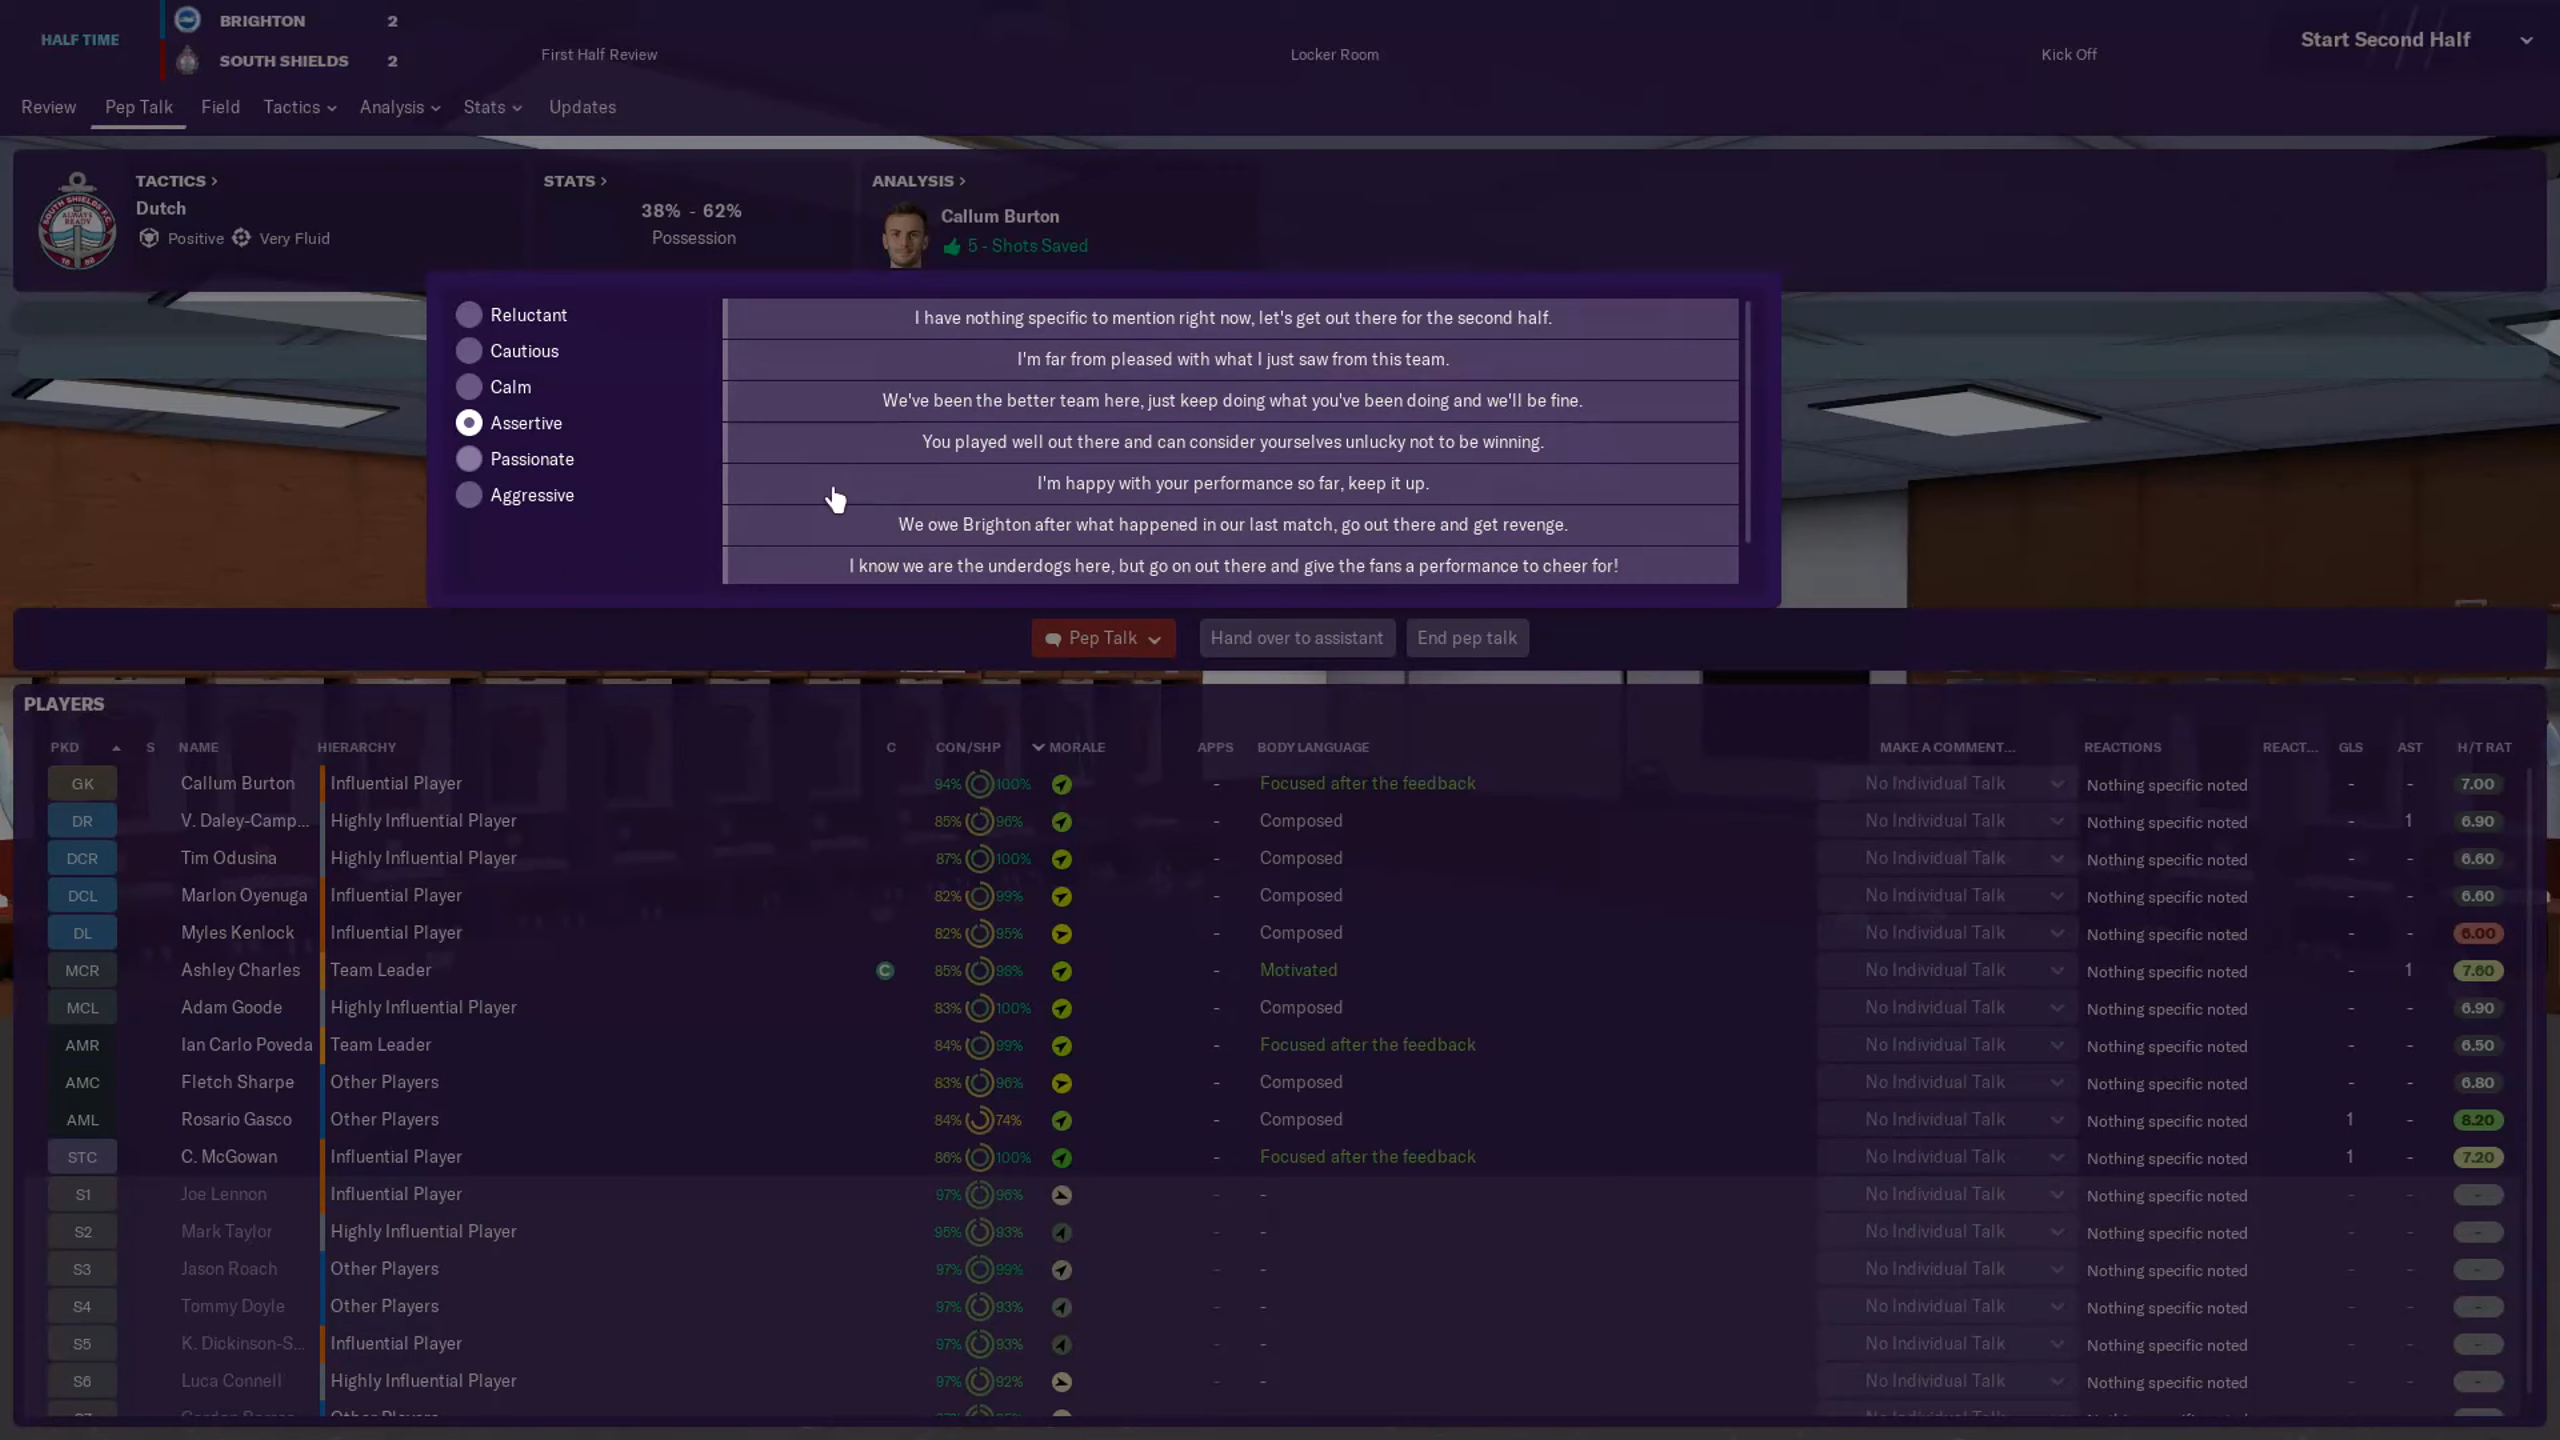 HALF TIME
BRIGHTON 2
SOUTH SHIELDS 2
First Half Review
Locker Room
Kick Off
Start Second Half
Review Pep Talk Field Tactics Analysis Stats Updates
TACTICS >
Dutch
Positive Very Fluid
STATS >
38% - 62%
Possession
ANALYSIS >
Callum Burton
5 - Shots Saved
Reluctant
Cautious
Calm
Assertive
Passionate
Aggressive
I have nothing specific to mention right now, let's get out there for the second half.
I'm far from pleased with what I just saw from this team.
We've been the better team here, just keep doing what you've been doing and we'll be fine.
You played well out there and can consider yourselves unlucky not to be winning.
I'm happy with your performance so far, keep it up.
We owe Brighton after what happened in our last match, go out there and get revenge.
I know we are the underdogs here, but go on out there and give the fans a performance to cheer for!
Pep Talk Hand over to assistant End pep talk
PLAYERS
PKD S NAME HIERARCHY C CON/SHP MORALE APPS BODY LANGUAGE MAKE A COMMENT... REACTIONS REACT... GLS AST H/T RAT
GK Callum Burton Influential Player 94% 100% - Focused after the feedback No Individual Talk Nothing specific noted - - 7.00
DR V. Daley-Camp... Highly Influential Player 85% 96% - Composed No Individual Talk Nothing specific noted - 1 6.90
DCR Tim Odusina Highly Influential Player 87% 100% - Composed No Individual Talk Nothing specific noted - - 6.60
DCL Marlon Oyenuga Influential Player 82% 99% - Composed No Individual Talk Nothing specific noted - - 6.60
DL Myles Kenlock Influential Player 82% 95% - Composed No Individual Talk Nothing specific noted - - 6.00
MCR Ashley Charles Team Leader C 85% 98% - Motivated No Individual Talk Nothing specific noted - 1 7.60
MCL Adam Goode Highly Influential Player 83% 100% - Composed No Individual Talk Nothing specific noted - - 6.90
AMR Ian Carlo Poveda Team Leader 84% 99% - Focused after the feedback No Individual Talk Nothing specific noted - - 6.50
AMC Fletch Sharpe Other Players 83% 96% - Composed No Individual Talk Nothing specific noted - - 6.80
AML Rosario Gasco Other Players 84% 74% - Composed No Individual Talk Nothing specific noted 1 - 8.20
STC C. McGowan Influential Player 86% 100% - Focused after the feedback No Individual Talk Nothing specific noted 1 - 7.20
S1 Joe Lennon Influential Player 97% 96% - - No Individual Talk Nothing specific noted - - -
S2 Mark Taylor Highly Influential Player 95% 93% - - No Individual Talk Nothing specific noted - - -
S3 Jason Roach Other Players 97% 99% - - No Individual Talk Nothing specific noted - - -
S4 Tommy Doyle Other Players 97% 93% - - No Individual Talk Nothing specific noted - - -
S5 K. Dickinson-S... Influential Player 97% 93% - - No Individual Talk Nothing specific noted - - -
S6 Luca Connell Highly Influential Player 97% 92% - - No Individual Talk Nothing specific noted - - -